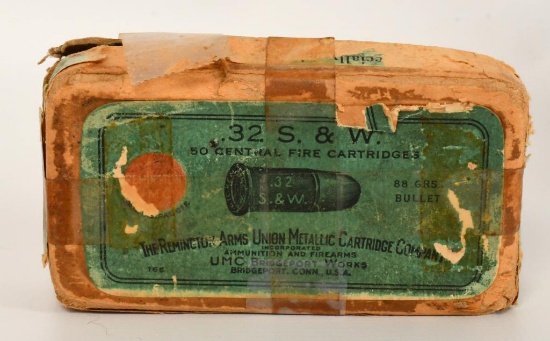 ecially
.32 S. & W.
50 CENTRAL FIRE CARTRIDGES
.32
S.&W.
88 GRS
BULLET
THE REMINGTON ARMS UNION METALLIC CARTRIDGE COMPANY
INCORPORATED
AMMUNITION AND FIREARMS
UMC BRIDGEPORT WORKS
BRIDGEPORT, CONN., U.S.A.